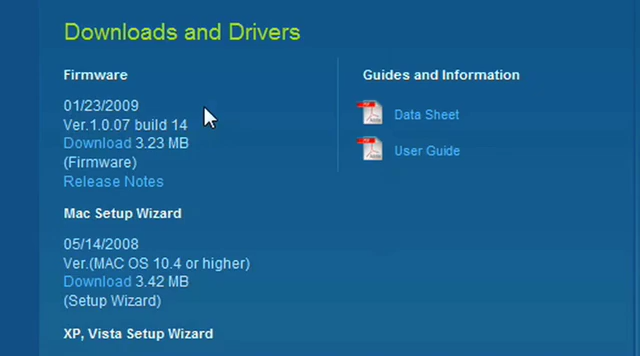 Downloads and Drivers
Firmware
01/23/2009
Ver.1.0.07 build 14
Download 3.23 MB
(Firmware)
Release Notes
Mac Setup Wizard
05/14/2008
Ver.(MAC OS 10.4 or higher)
Download 3.42 MB
(Setup Wizard)
XP, Vista Setup Wizard
Guides and Information
Data Sheet
User Guide